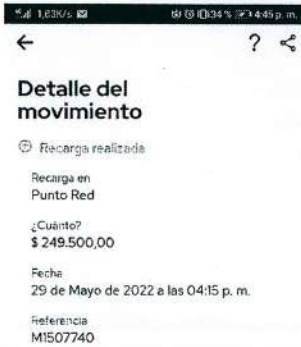 1,83K/s 34 % 4:45 p. m.
?
Detalle del
movimiento
Recarga realizada
Recarga en
Punto Red
¿Cuánto?
$ 249.500,00
Fecha
29 de Mayo de 2022 a las 04:15 p. m.
Referencia
M1507740